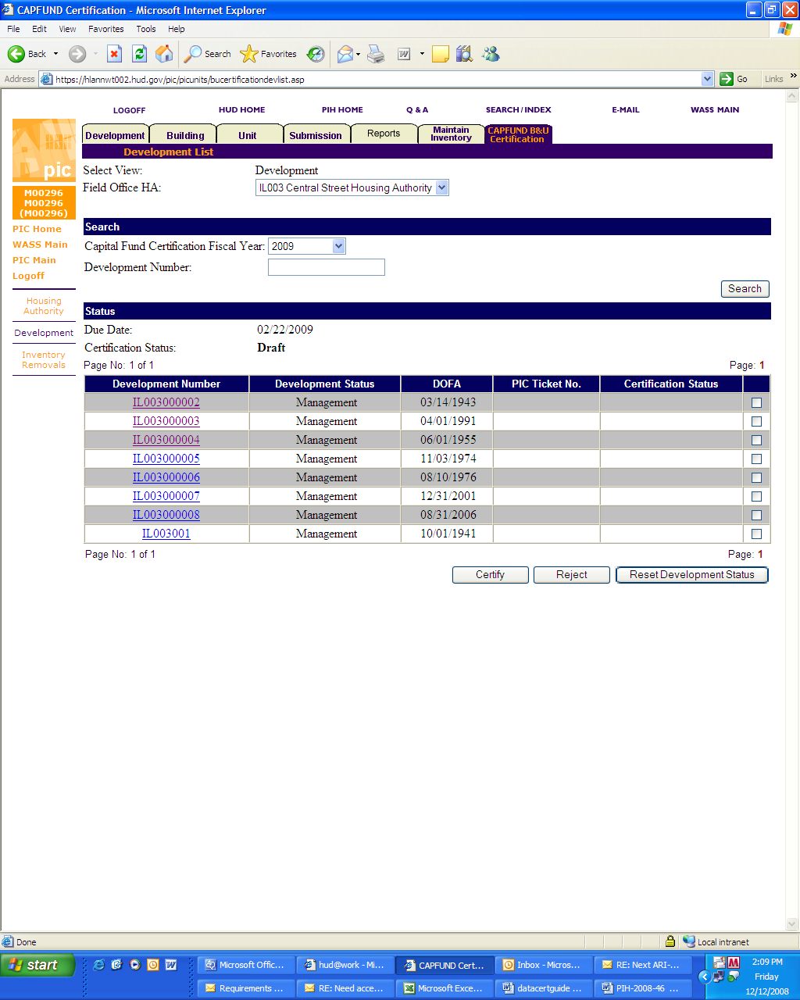 CAPFUND Certification - Microsoft Internet Explorer
File Edit View Favorites Tools Help
Back Search Favorites
Address https://hlannwt002.hud.gov/pic/picunits/bucertificationdevlist.asp Go Links »
LOGOFF HUD HOME PIH HOME Q & A SEARCH / INDEX E-MAIL WASS MAIN
Development Building Unit Submission Reports Maintain Inventory CAPFUND B&U Certification
pic
Development List
Select View: Development
Field Office HA: IL003 Central Street Housing Authority
M00296
M00296
(M00296)
PIC Home
WASS Main
PIC Main
Logoff
Housing
Authority
Development
Inventory
Removals
Search
Capital Fund Certification Fiscal Year: 2009
Development Number:
Search
Status
Due Date: 02/22/2009
Certification Status: Draft
Page No: 1 of 1 Page: 1
Development Number Development Status DOFA PIC Ticket No. Certification Status
IL003000002 Management 03/14/1943
IL003000003 Management 04/01/1991
IL003000004 Management 06/01/1955
IL003000005 Management 11/03/1974
IL003000006 Management 08/10/1976
IL003000007 Management 12/31/2001
IL003000008 Management 08/31/2006
IL003001 Management 10/01/1941
Page No: 1 of 1 Page: 1
Certify Reject Reset Development Status
Done Local intranet
start Microsoft Offic... hud@work - Mi... CAPFUND Cert... Inbox - Micros... RE: Next ARI-... 2:09 PM
Friday
Requirements ... RE: Need acce... Microsoft Exce... datacertguide ... PIH-2008-46 ... 12/12/2008